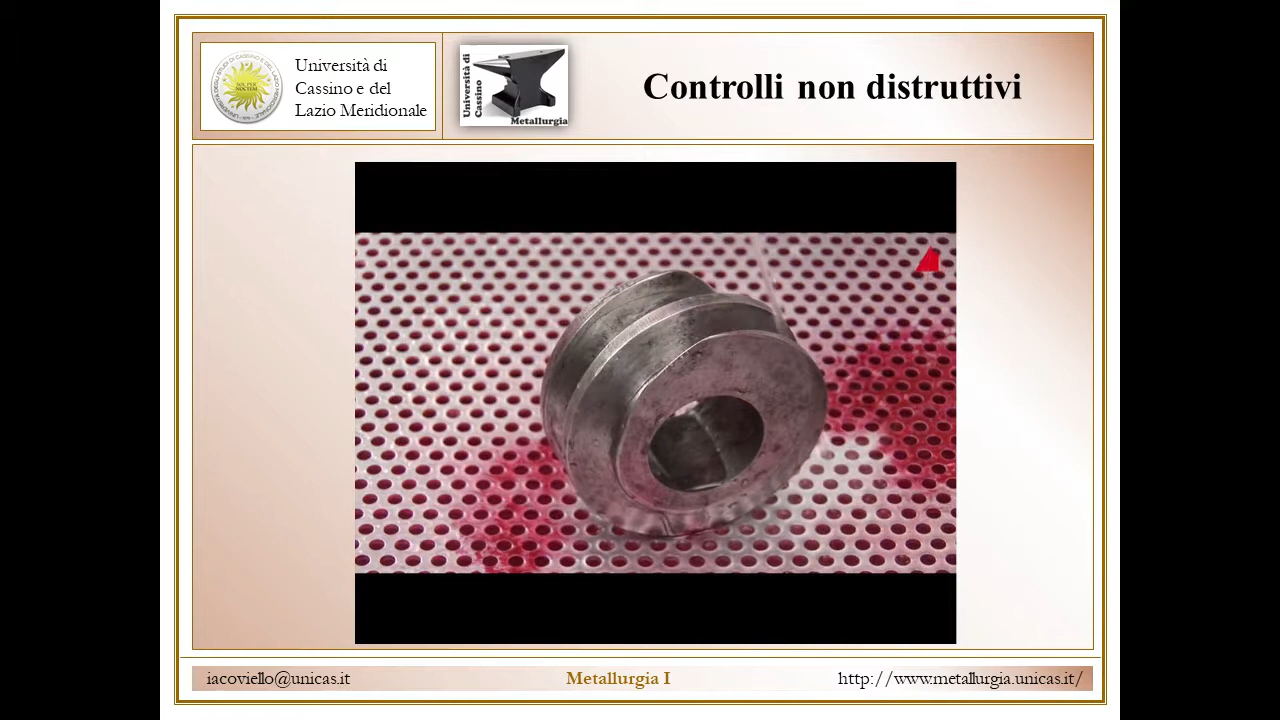 Università di
Cassino e del
Lazio Meridionale
Università di
Cassino
Metallurgia
Controlli non distruttivi
iacoviello@unicas.it
Metallurgia I
http://www.metallurgia.unicas.it/